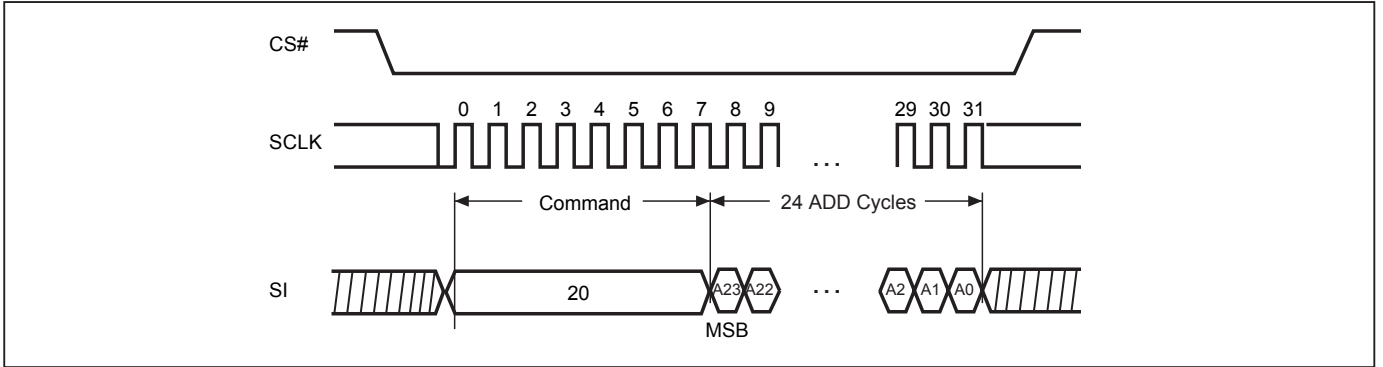 CS#
0 1 2 3 4 5 6 7 8 9 29 30 31
SCLK
...
Command 24 ADD Cycles
SI 20 A23 A22 ... A2 A1 A0
MSB